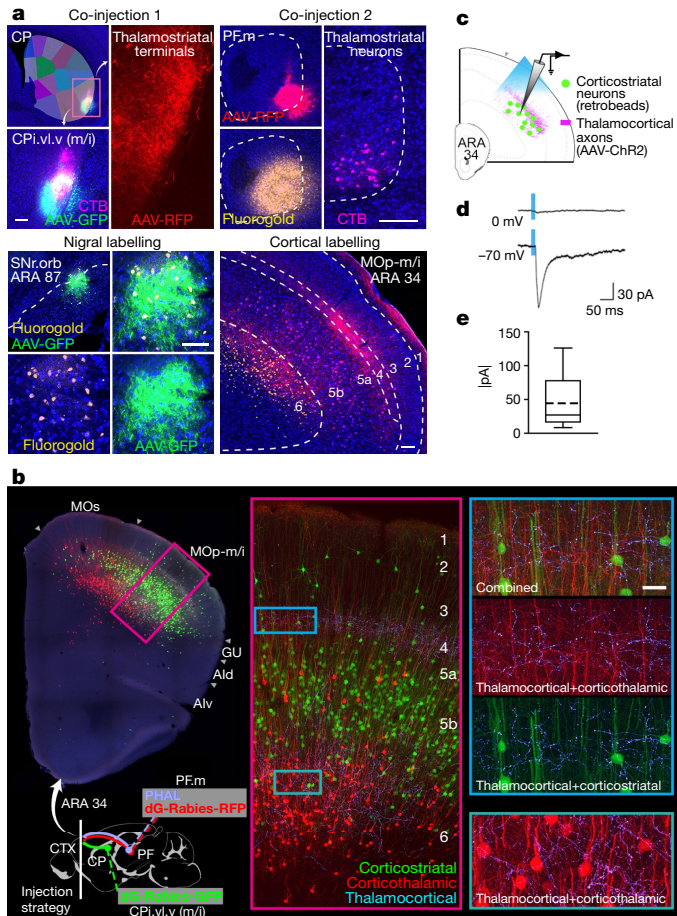 a
Co-injection 1
CP
Thalamostriatal
terminals
CPi.vl.v (m/i)
CTB
AAV-GFP
AAV-RFP
Co-injection 2
PF.m
Thalamostriatal
neurons
AAV-RFP
Fluorogold
CTB
Nigral labelling
SNr.orb
ARA 87
Fluorogold
AAV-GFP
Fluorogold
AAV-GFP
Cortical labelling
MOp-m/i
ARA 34
1
2
3
4
5a
5b
6
c
Corticostriatal
neurons
(retrobeads)
Thalamocortical
axons
(AAV-ChR2)
ARA
34
d
0 mV
–70 mV
30 pA
50 ms
e
|pA|
150
100
50
0
b
MOs
MOp-m/i
GU
AId
AIv
ARA 34
PF.m
PHAL
dG-Rabies-RFP
CTX
CP
PF
Injection
strategy
dG-Rabies-GFP
CPi.vl.v (m/i)
1
2
3
4
5a
5b
6
Corticostriatal
Corticothalamic
Thalamocortical
Combined
Thalamocortical+corticothalamic
Thalamocortical+corticostriatal
Thalamocortical+corticothalamic